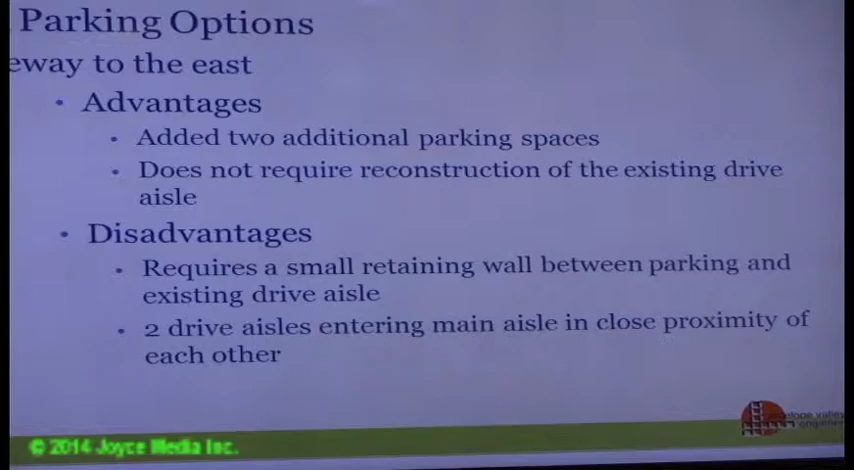 Parking Options
eway to the east
• Advantages
• Added two additional parking spaces
• Does not require reconstruction of the existing drive
aisle
• Disadvantages
• Requires a small retaining wall between parking and
existing drive aisle
• 2 drive aisles entering main aisle in close proximity of
each other
© 2014 Joyce Media Inc.
elope valley